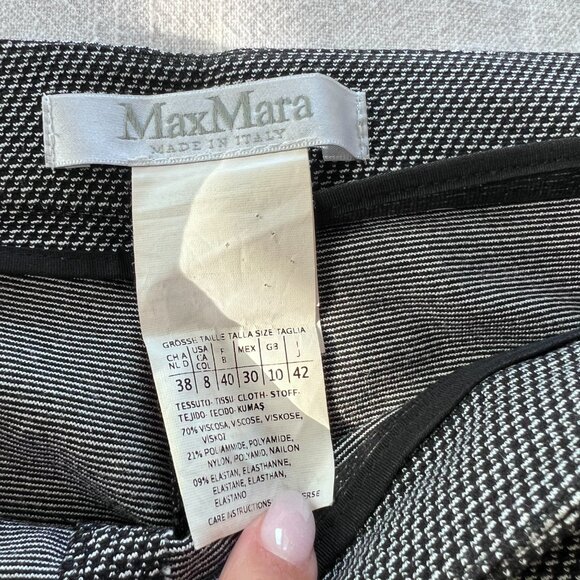 MaxMara
MADE IN ITALY
GRÖSSE TAILLE TALLA SIZE TAGLIA
CH A USA F MEX GB I
NL D CA B J
COL
38 8 40 30 10 42
TESSUTO-TISSU-CLOTH-STOFF-
TEJIDO-TECIDO-KUMAŞ
70% VISCOSA, VISCOSE, VISKOSE,
VISKOZ
21% POLIAMMIDE, POLYAMIDE,
NYLON, POLYAMID, NAILON
09% ELASTAN, ELASTHANNE,
ELASTANE, ELASTHAN,
ELASTANO
CARE INSTRUCTIONS ERSE